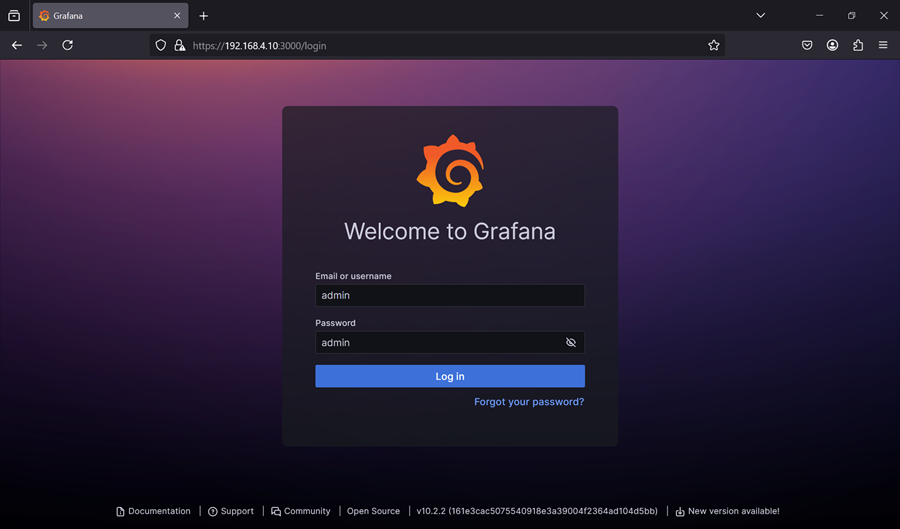 Grafana
https://192.168.4.10:3000/login
Welcome to Grafana
Email or username
admin
Password
admin
Log in
Forgot your password?
Documentation | Support | Community | Open Source | v10.2.2 (161e3cac5075540918e3a39004f2364ad104d5bb) | New version available!